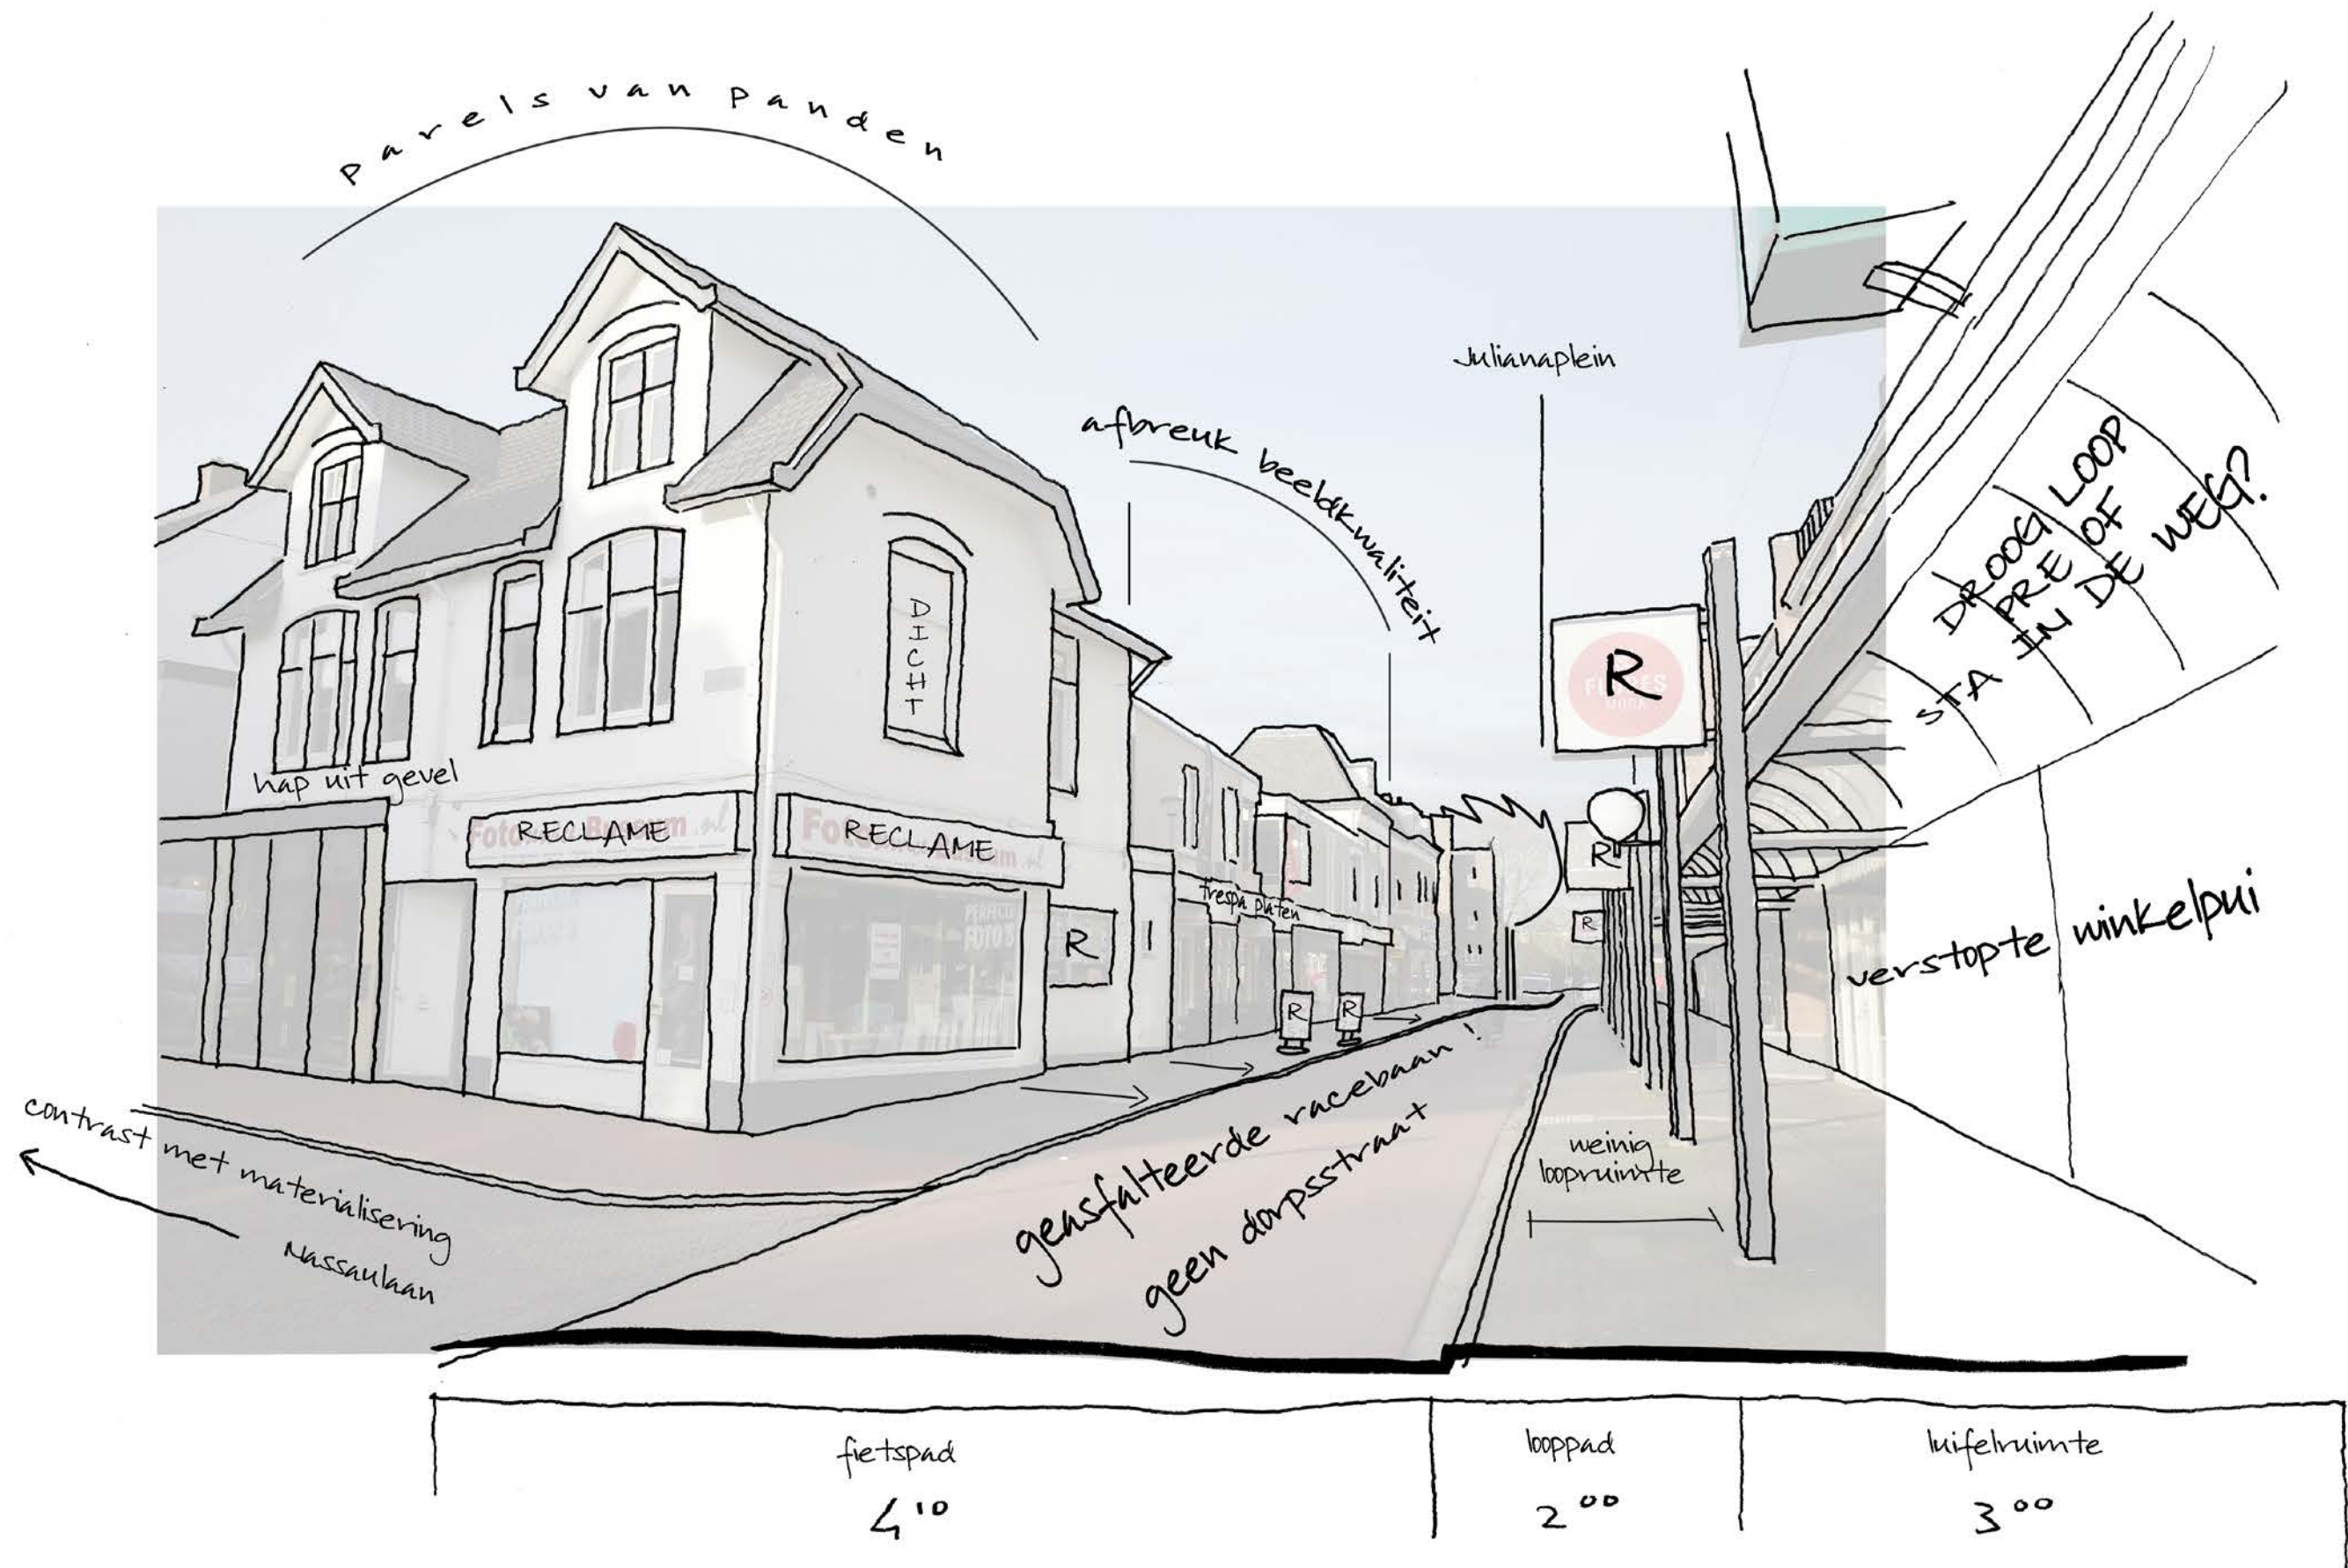 parels van panden
Julianaplein
afbreuk beeldkwaliteit
DROOG LOOP
PRE OF
STA IN DE WEG?
DICHT
R
hap uit gevel
RECLAME
RECLAME
R
R
R
trespa platen
verstopte winkelpui
R
R
geasfalteerde racebaan!
geen dorpsstraat
weinig
loopruimte
contrast met materialisering
Nassaulaan
fietspad
4¹⁰
looppad
2⁰⁰
luifelruimte
3⁰⁰